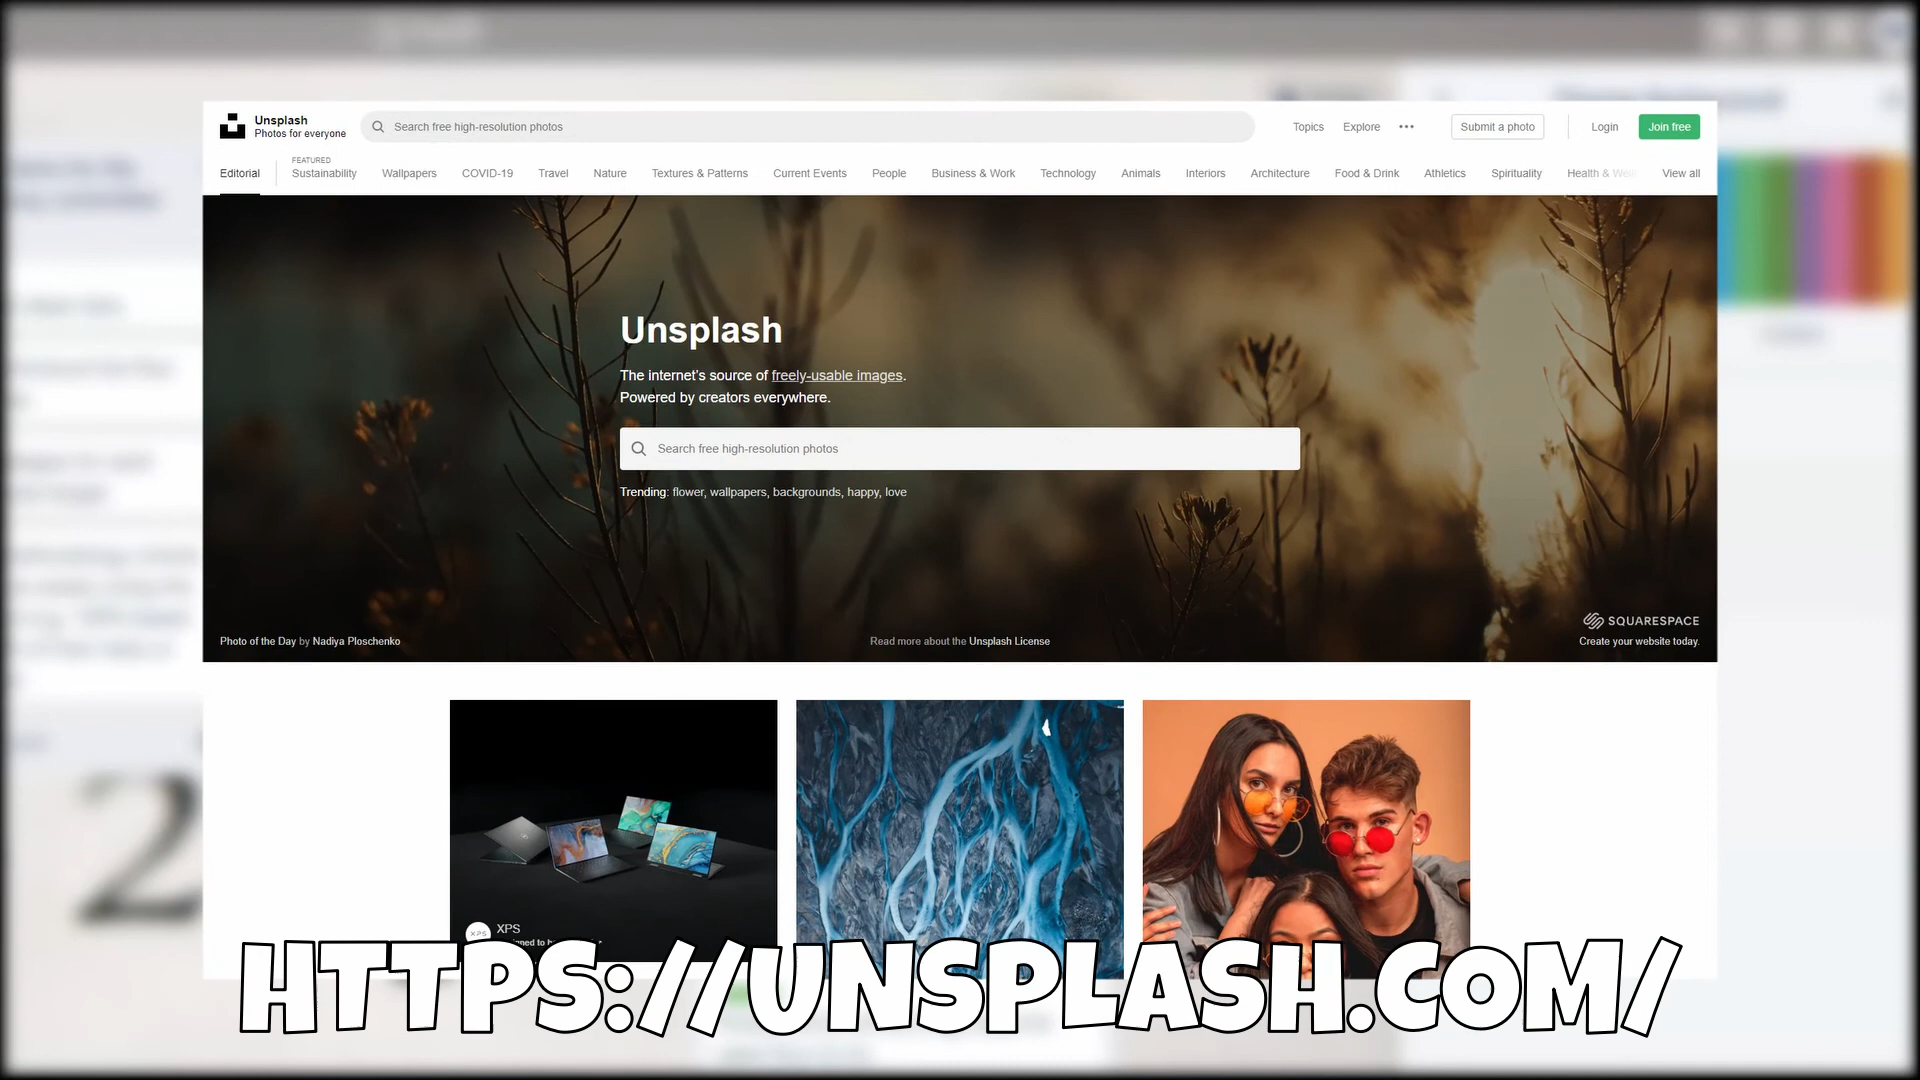 Unsplash
Photos for everyone
Search free high-resolution photos
Topics Explore ••• Submit a photo Login Join free
FEATURED
Editorial Sustainability Wallpapers COVID-19 Travel Nature Textures & Patterns Current Events People Business & Work Technology Animals Interiors Architecture Food & Drink Athletics Spirituality Health & View all
Unsplash
The internet's source of freely-usable images.
Powered by creators everywhere.
Search free high-resolution photos
Trending: flower, wallpapers, backgrounds, happy, love
SQUARESPACE
Photo of the Day by Nadiya Ploschenko Read more about the Unsplash License Create your website today.
2
XPS XPS
HTTPS://UNSPLASH.COM/